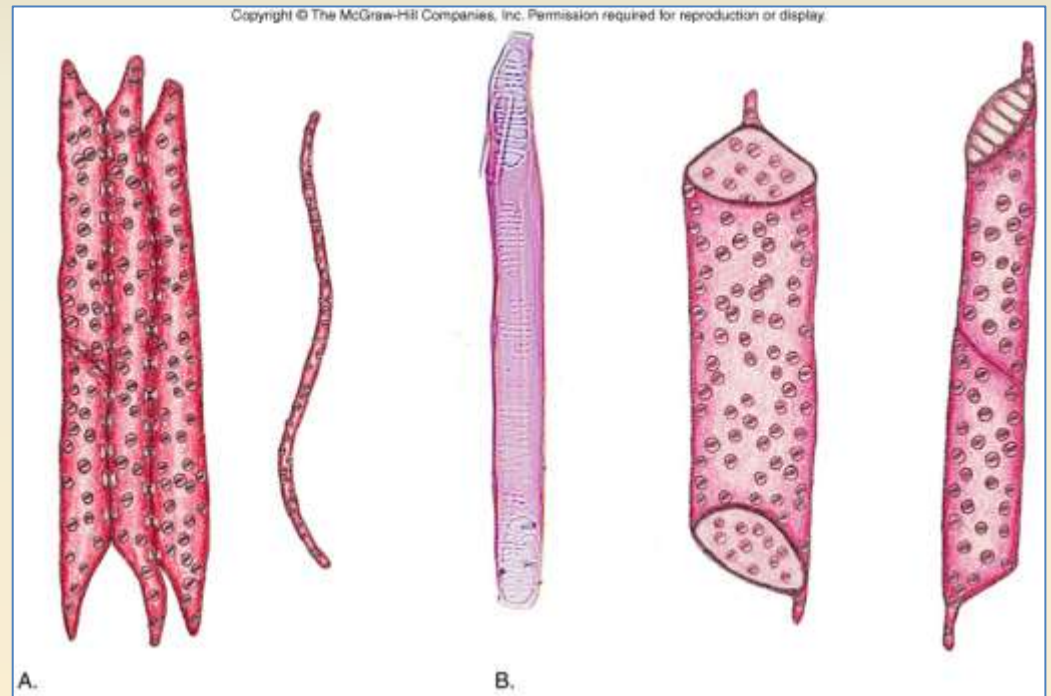 Copyright © The McGraw-Hill Companies, Inc. Permission required for reproduction or display.
A.
B.